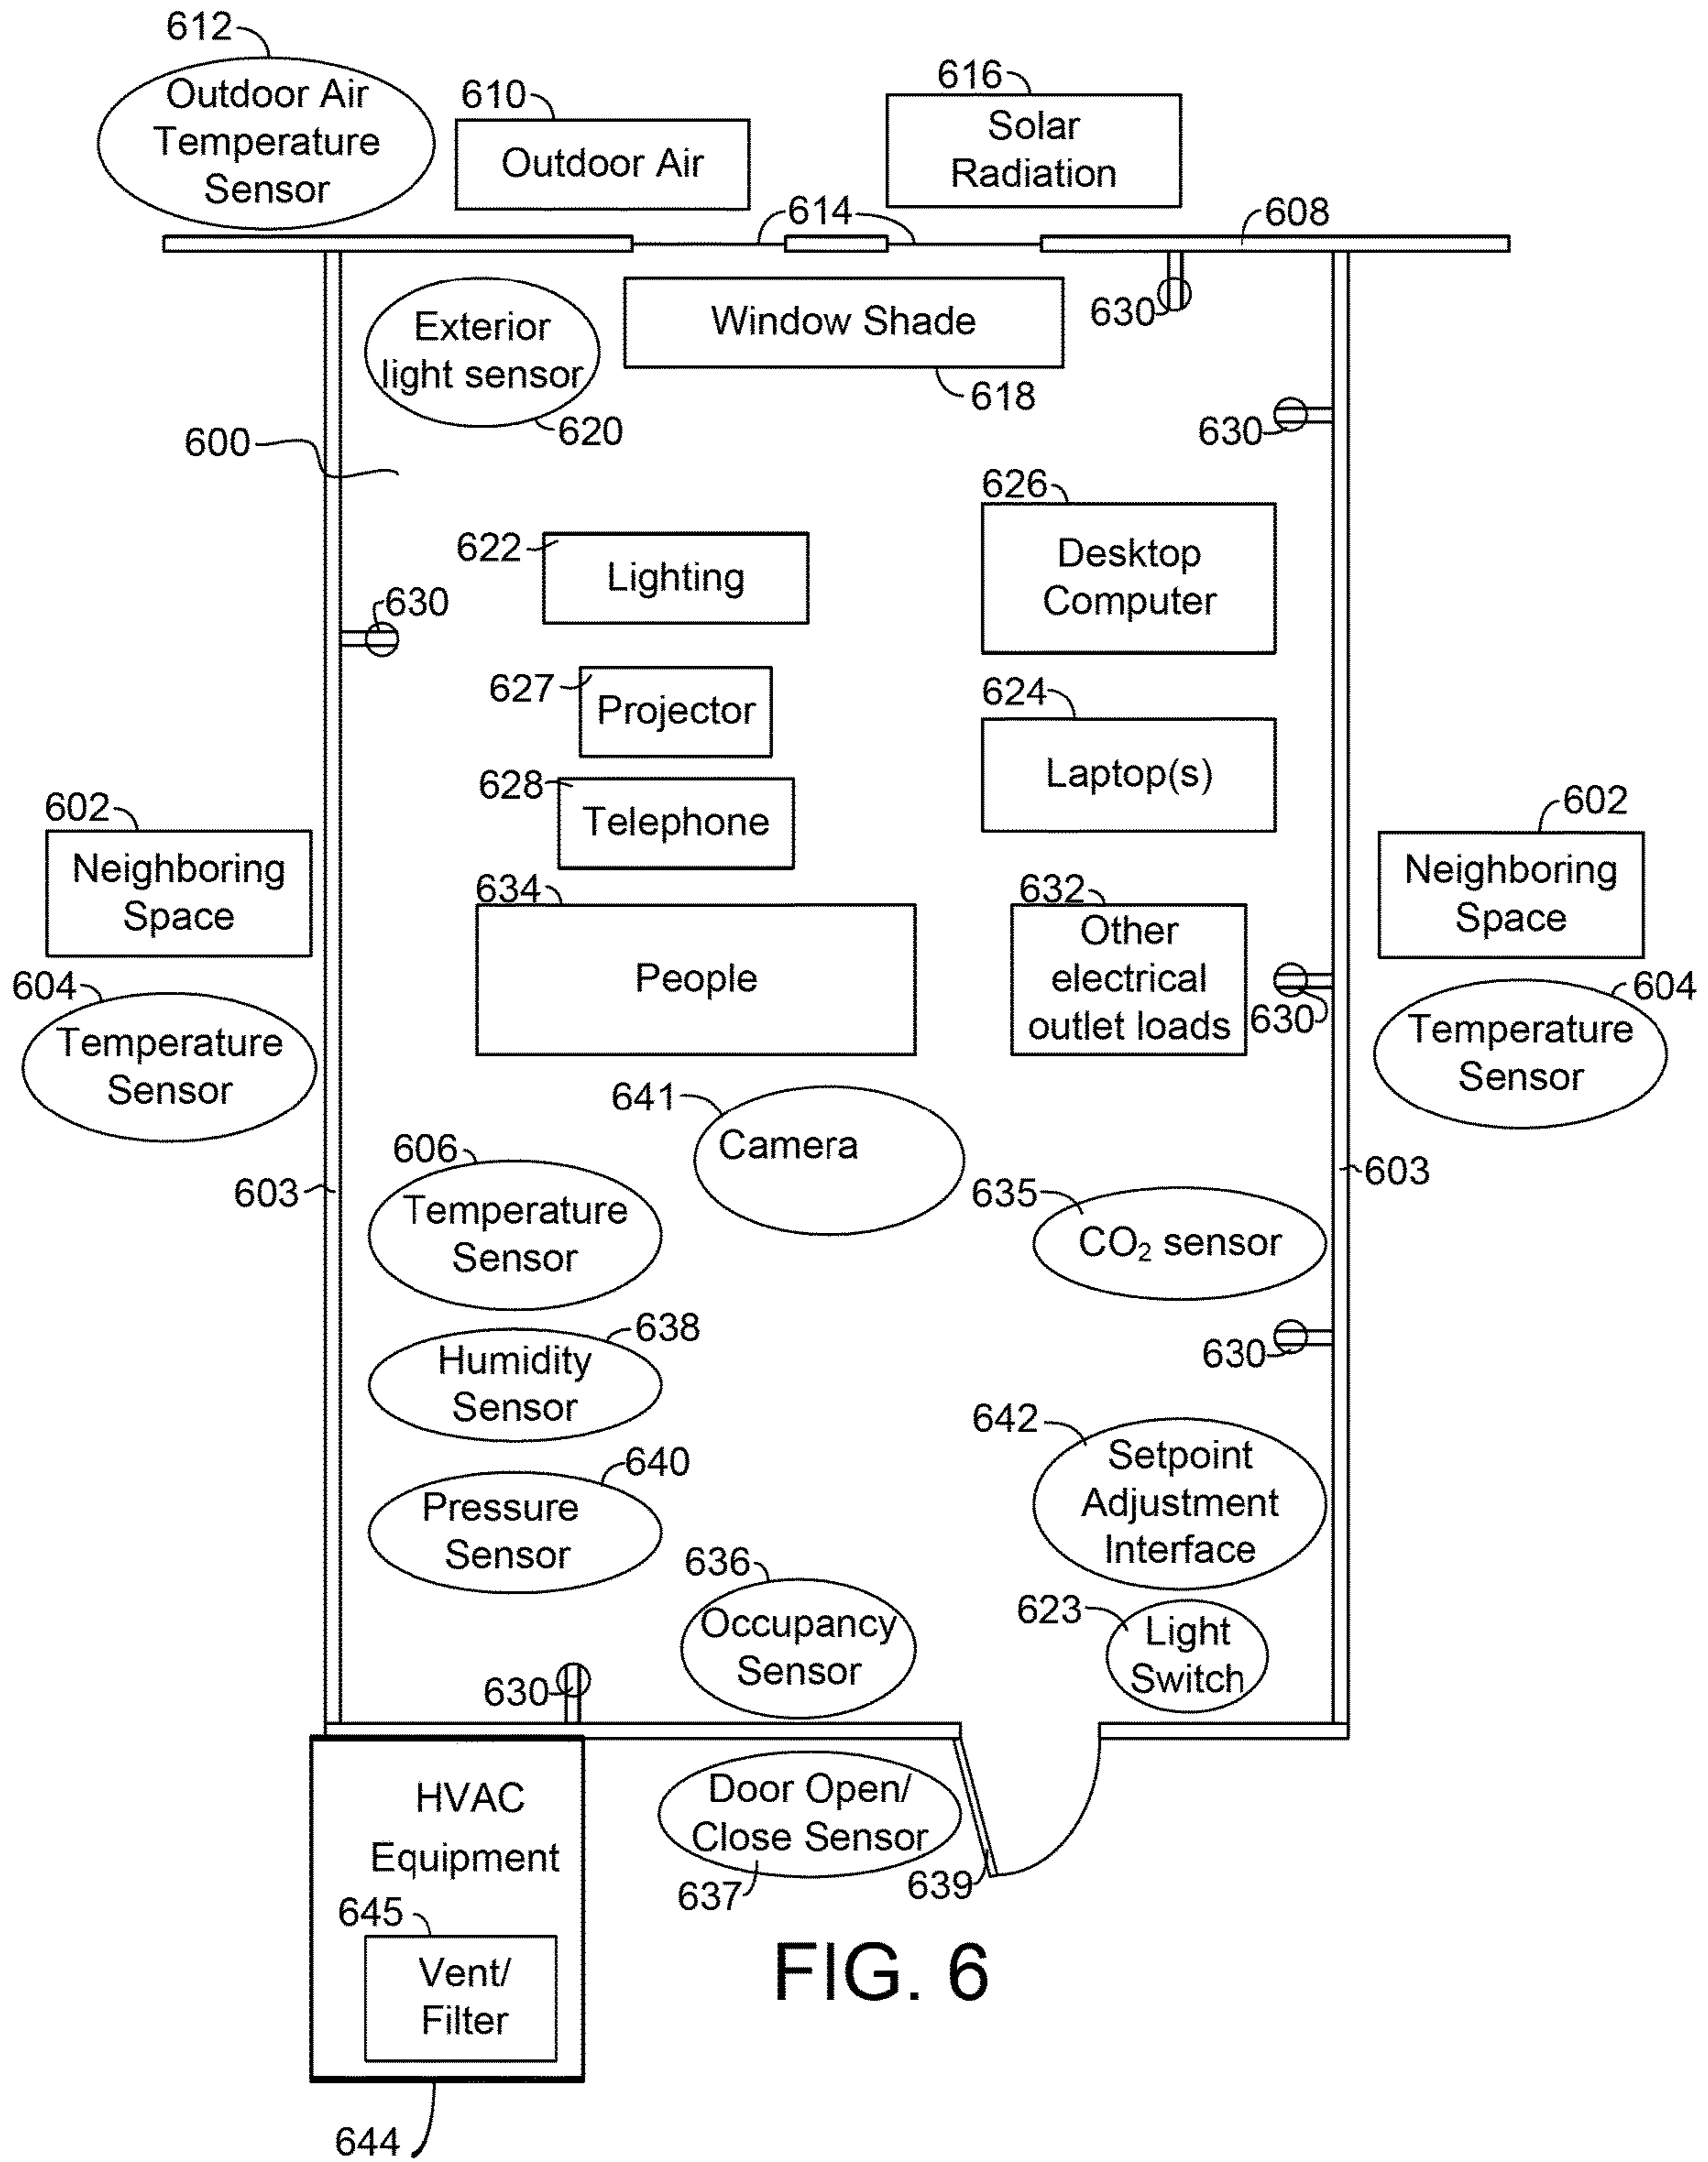 612
Outdoor Air
Temperature
Sensor
610
Outdoor Air
616
Solar
Radiation
614
608
Exterior
light sensor
620
Window Shade
618
630
630
600
622
Lighting
626
Desktop
Computer
630
627
Projector
624
Laptop(s)
628
Telephone
602
Neighboring
Space
602
Neighboring
Space
634
People
632
Other
electrical
outlet loads
630
604
Temperature
Sensor
604
Temperature
Sensor
641
Camera
606
Temperature
Sensor
603
603
635
CO₂ sensor
638
Humidity
Sensor
630
640
Pressure
Sensor
642
Setpoint
Adjustment
Interface
636
Occupancy
Sensor
623
Light
Switch
630
HVAC
Equipment
Door Open/
Close Sensor
637
639
645
Vent/
Filter
644
FIG. 6